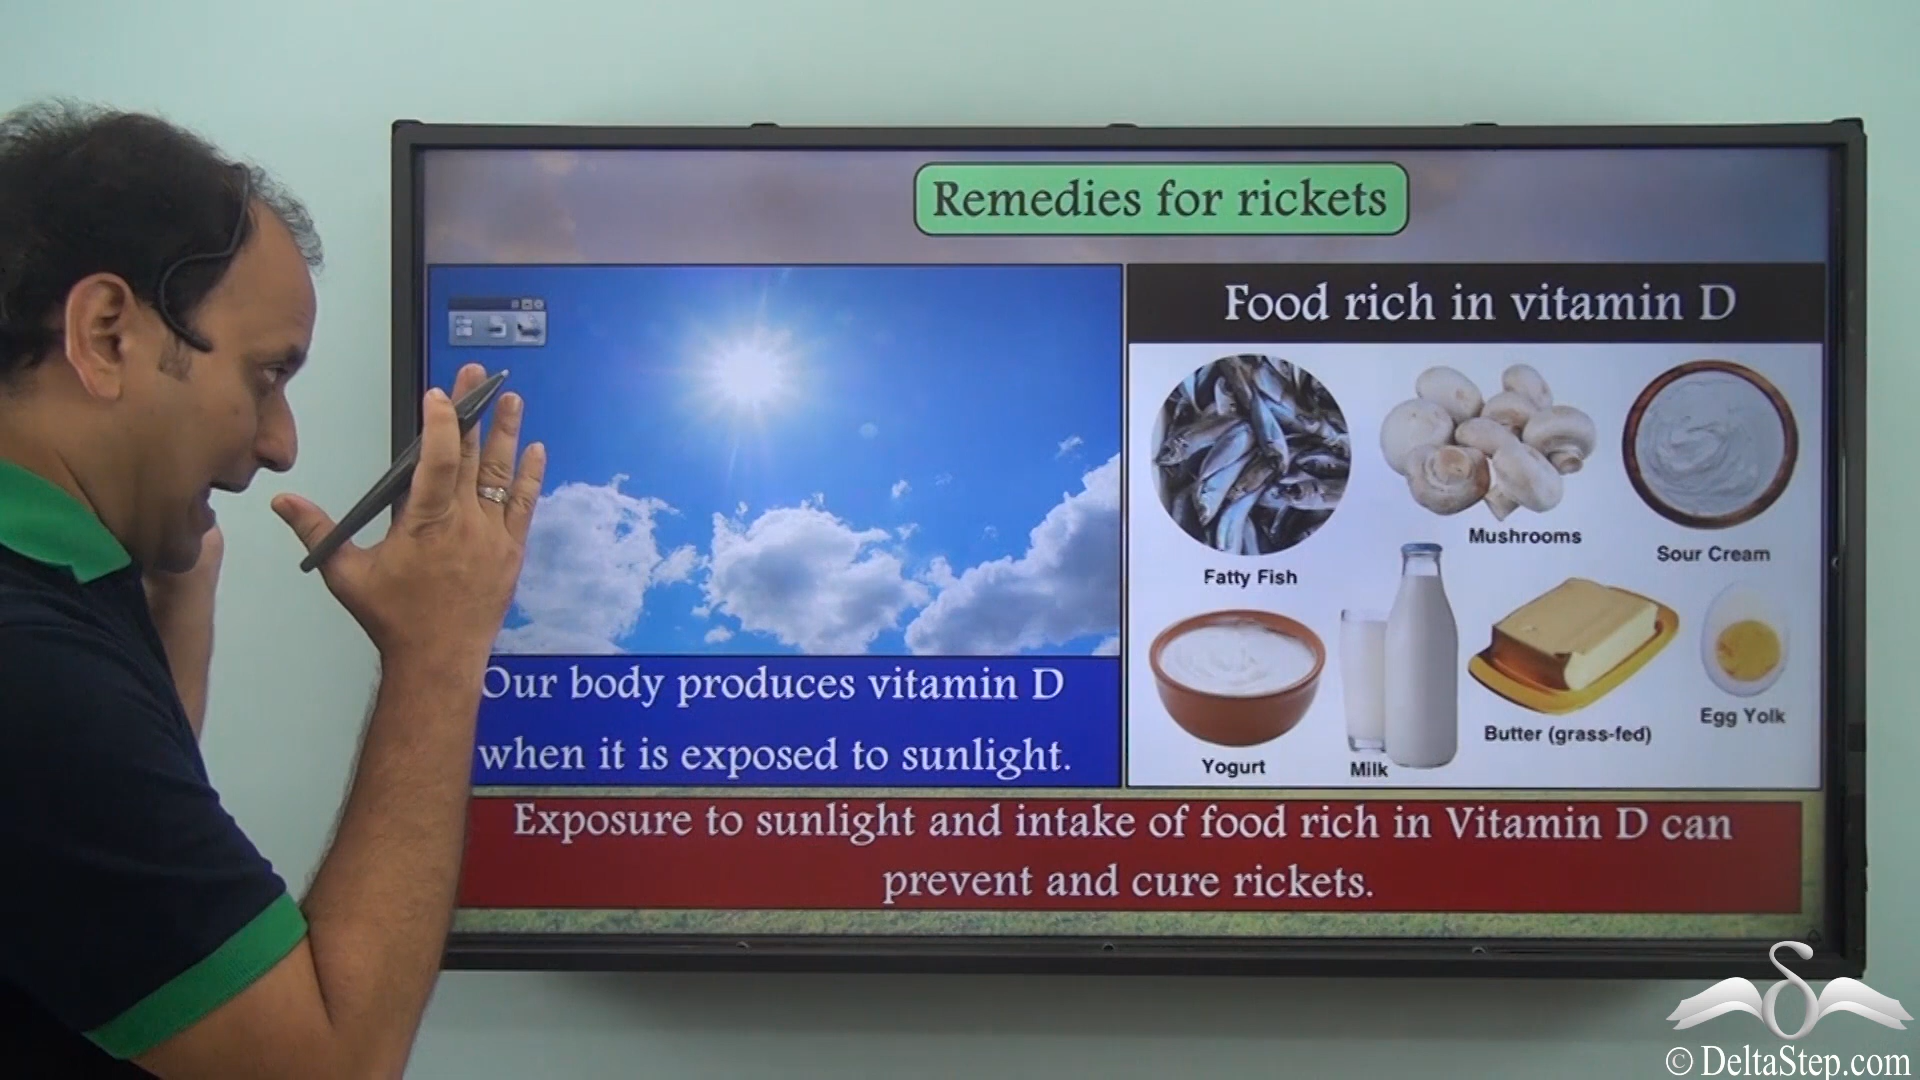 Remedies for rickets
Our body produces vitamin D
when it is exposed to sunlight.
Food rich in vitamin D
Fatty Fish
Mushrooms
Sour Cream
Yogurt
Milk
Butter (grass-fed)
Egg Yolk
Exposure to sunlight and intake of food rich in Vitamin D can
prevent and cure rickets.
© DeltaStep.com